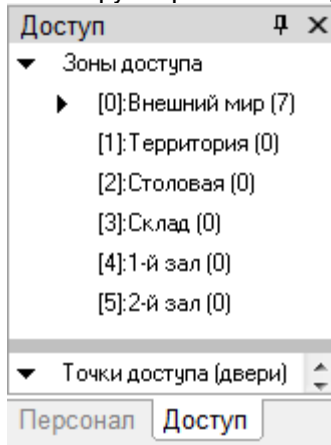 Доступ
Зоны доступа
[0]:Внешний мир (7)
[1]:Территория (0)
[2]:Столовая (0)
[3]:Склад (0)
[4]:1-й зал (0)
[5]:2-й зал (0)
Точки доступа (двери)
Персонал Доступ